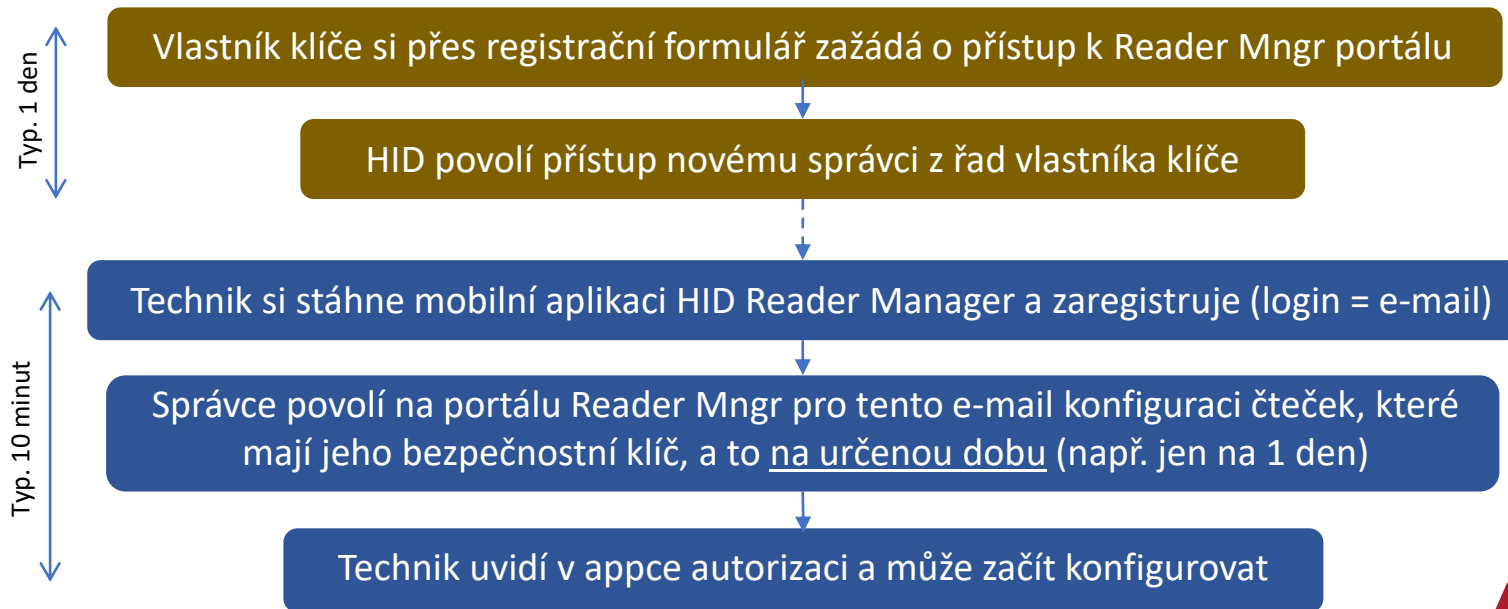 Typ. 1 den
Vlastník klíče si přes registrační formulář zažádá o přístup k Reader Mngr portálu
HID povolí přístup novému správci z řad vlastníka klíče
Typ. 10 minut
Technik si stáhne mobilní aplikaci HID Reader Manager a zaregistruje (login = e-mail)
Správce povolí na portálu Reader Mngr pro tento e-mail konfiguraci čteček, které
mají jeho bezpečnostní klíč, a to na určenou dobu (např. jen na 1 den)
Technik uvidí v appce autorizaci a může začít konfigurovat